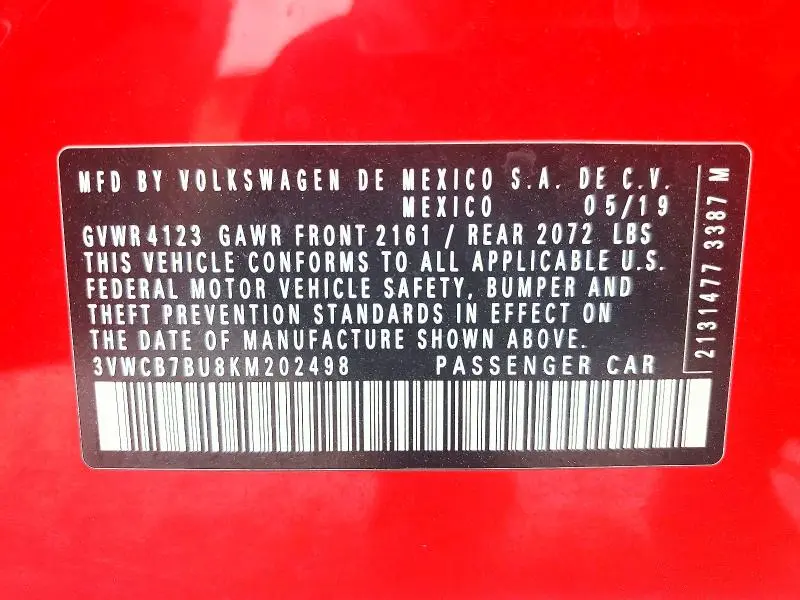 MFD BY VOLKSWAGEN DE MEXICO S.A. DE C.V.
MEXICO 05/19
GVWR 4123 GAWR FRONT 2161 / REAR 2072 LBS
THIS VEHICLE CONFORMS TO ALL APPLICABLE U.S.
FEDERAL MOTOR VEHICLE SAFETY, BUMPER AND
THEFT PREVENTION STANDARDS IN EFFECT ON
THE DATE OF MANUFACTURE SHOWN ABOVE.
3VWCB7BU8KM202498 PASSENGER CAR
2131477 3387 M